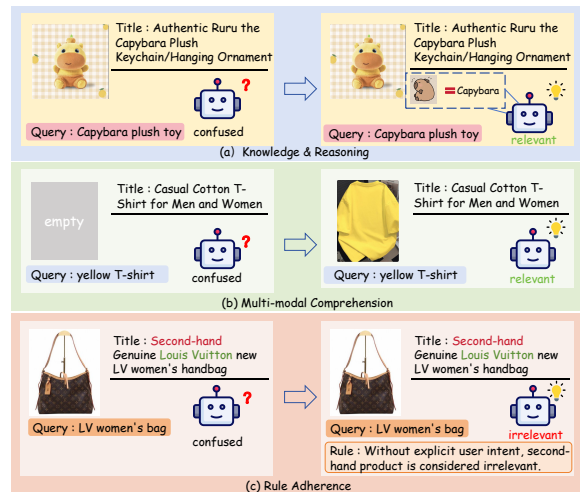 Title : Authentic Ruru the
Capybara Plush
Keychain/Hanging Ornament
?
confused
Query : Capybara plush toy
Title : Authentic Ruru the
Capybara Plush
Keychain/Hanging Ornament
= Capybara
Query : Capybara plush toy
relevant
(a) Knowledge & Reasoning
empty
Title : Casual Cotton T-
Shirt for Men and Women
?
Query : yellow T-shirt
confused
Title : Casual Cotton T-
Shirt for Men and Women
Query : yellow T-shirt
relevant
(b) Multi-modal Comprehension
Title : Second-hand
Genuine Louis Vuitton new
LV women's handbag
?
Query : LV women's bag
confused
Title : Second-hand
Genuine Louis Vuitton new
LV women's handbag
Query : LV women's bag
irrelevant
Rule : Without explicit user intent, second-
hand product is considered irrelevant.
(c) Rule Adherence